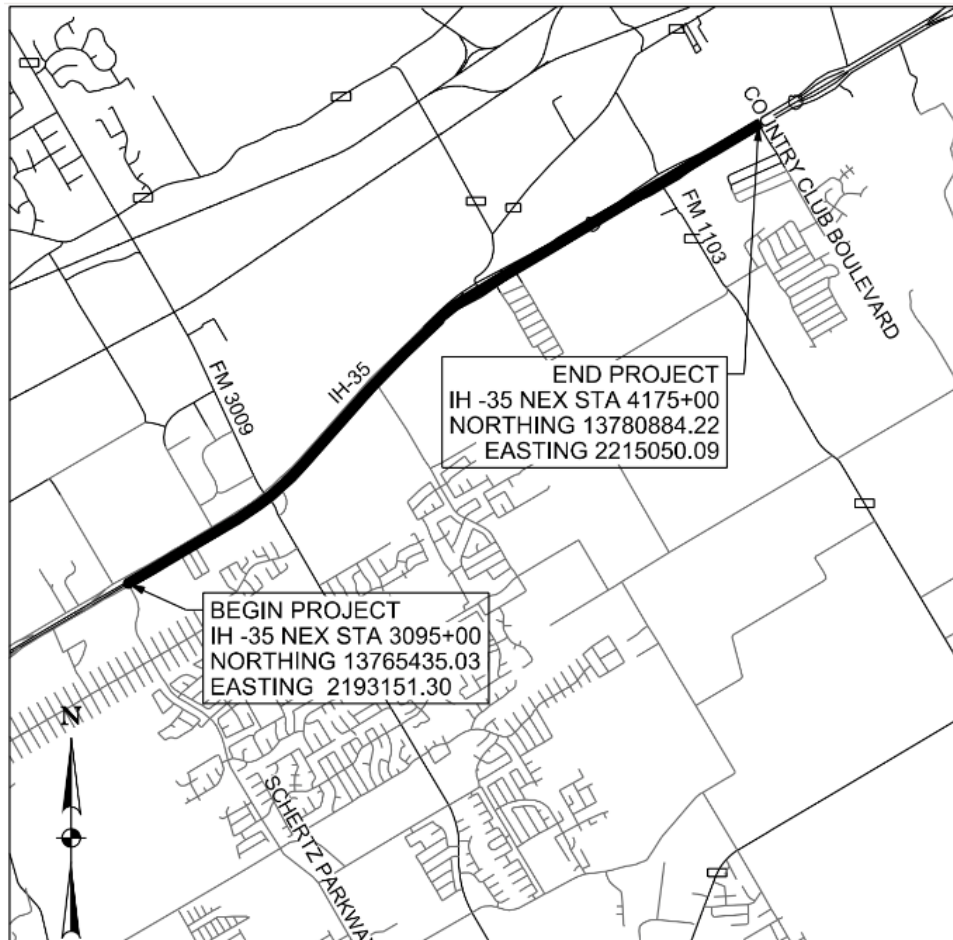 COUNTRY CLUB BOULEVARD
FM 1103
IH-35
FM 3009
END PROJECT
IH -35 NEX STA 4175+00
NORTHING 13780884.22
EASTING 2215050.09
BEGIN PROJECT
IH -35 NEX STA 3095+00
NORTHING 13765435.03
EASTING 2193151.30
N
SCHERTZ PARKWAY